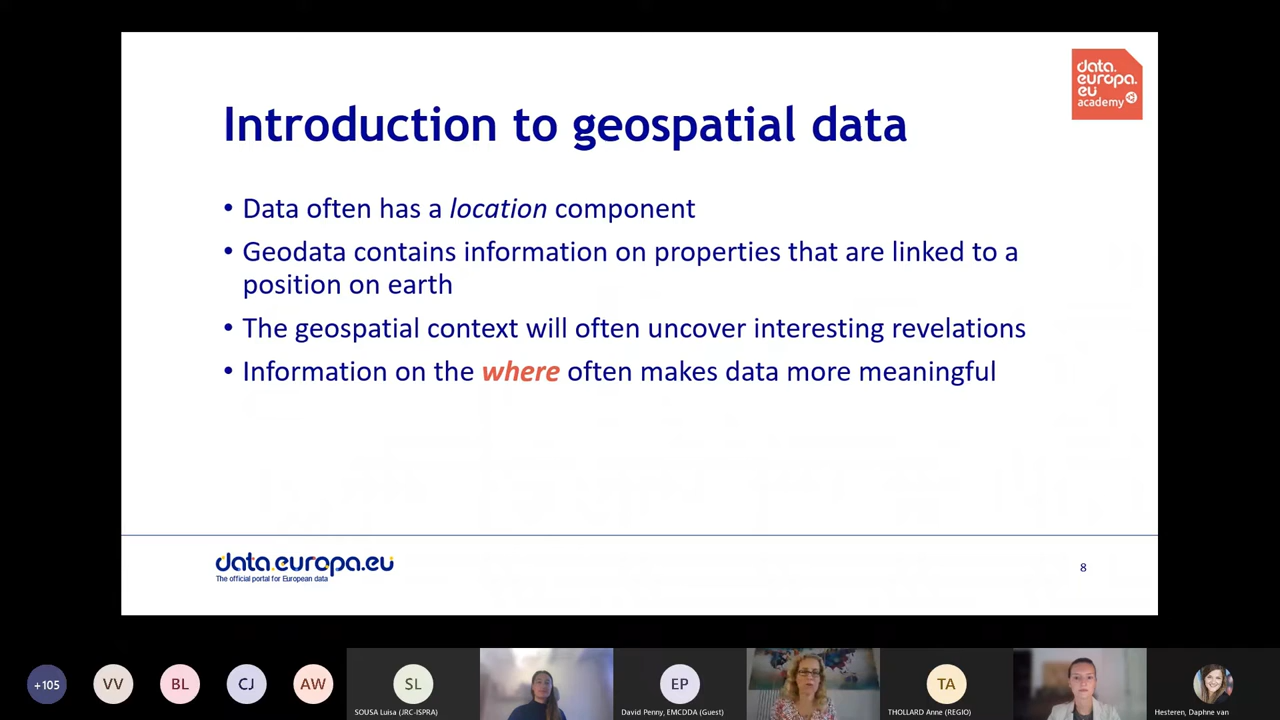 data.
europa.
eu
academy
Introduction to geospatial data
• Data often has a location component
• Geodata contains information on properties that are linked to a
position on earth
• The geospatial context will often uncover interesting revelations
• Information on the where often makes data more meaningful
data.europa.eu
The official portal for European data
8
+105
VV
BL
CJ
AW
SL
EP
TA
SOUSA Luisa (JRC-ISPRA)
David Penny, EMCDDA (Guest)
THOLLARD Anne (REGIO)
Hesteren, Daphne van